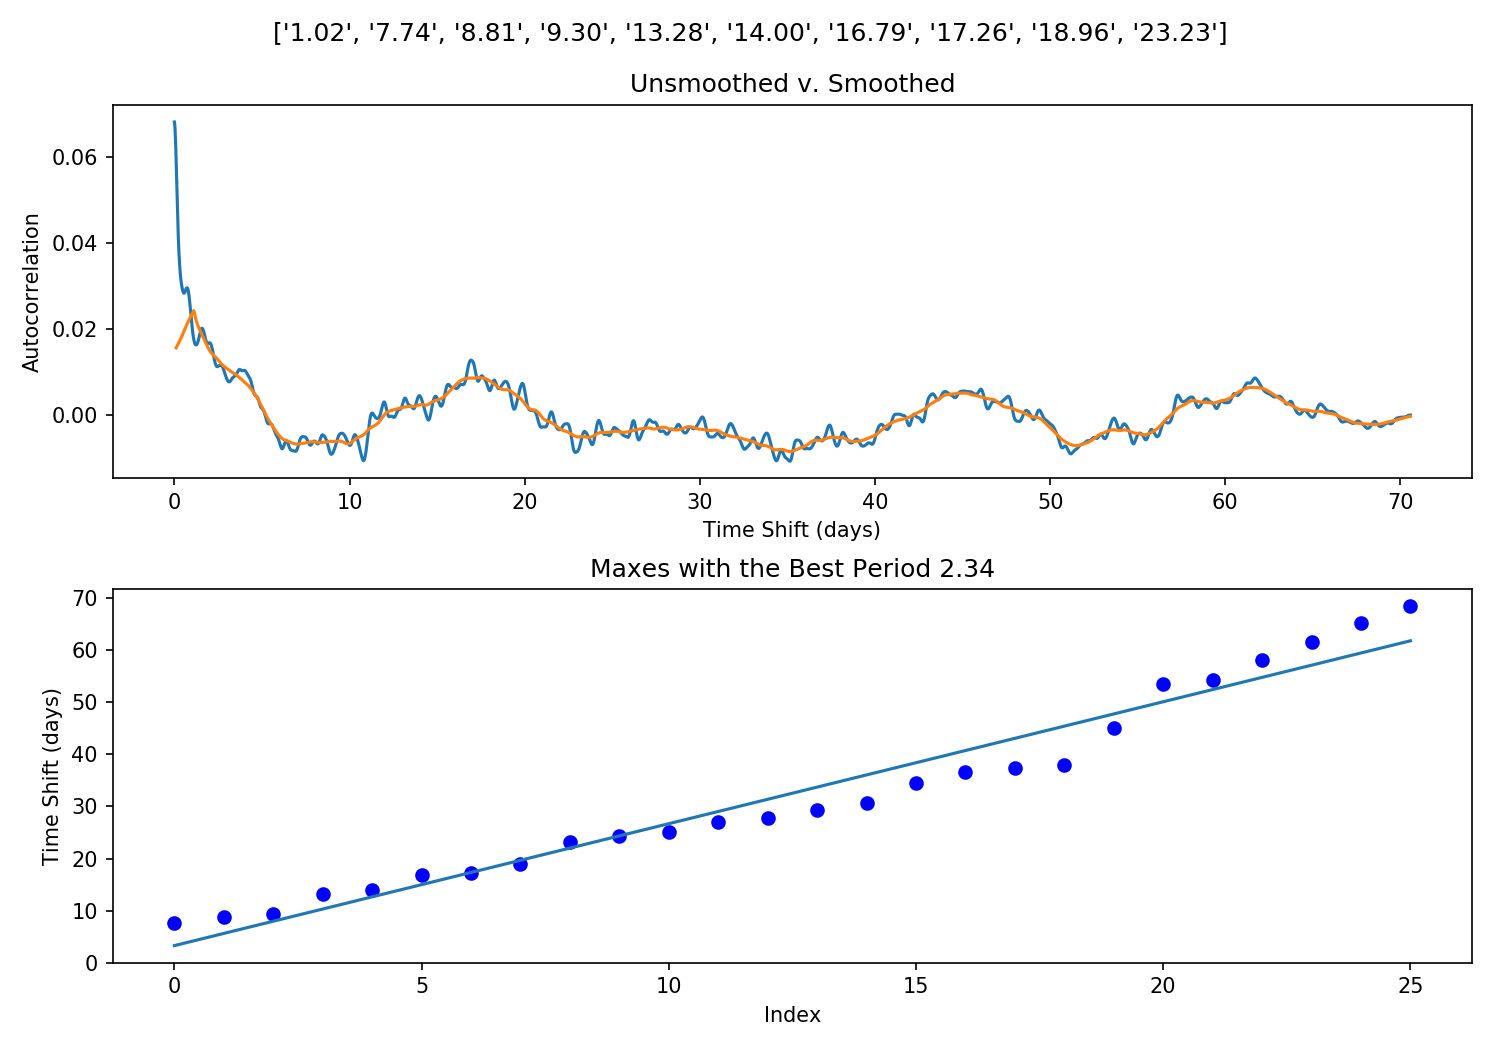 ['1.02', '7.74', '8.81', '9.30', '13.28', '14.00', '16.79', '17.26', '18.96', '23.23']
Unsmoothed v. Smoothed
Autocorrelation
0.06
0.04
0.02
0.00
0 10 20 30 40 50 60 70
Time Shift (days)
Maxes with the Best Period 2.34
Time Shift (days)
70
60
50
40
30
20
10
0
0 5 10 15 20 25
Index